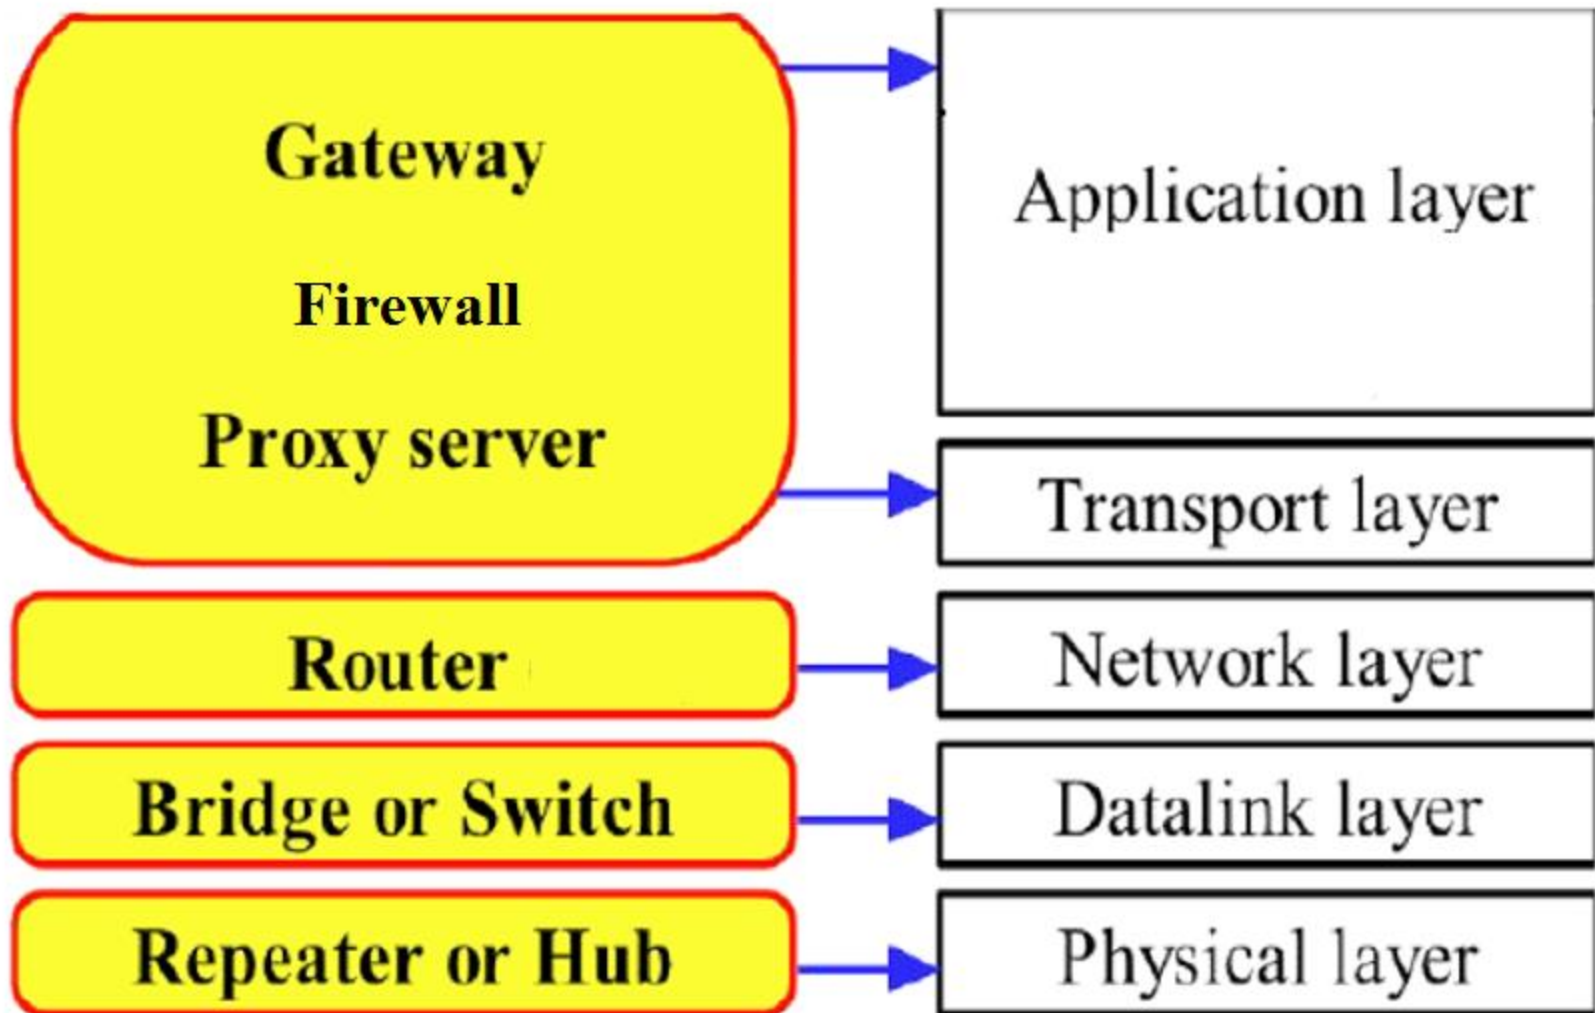 Gateway
Firewall
Proxy server
Application layer
Transport layer
Router
Network layer
Bridge or Switch
Datalink layer
Repeater or Hub
Physical layer